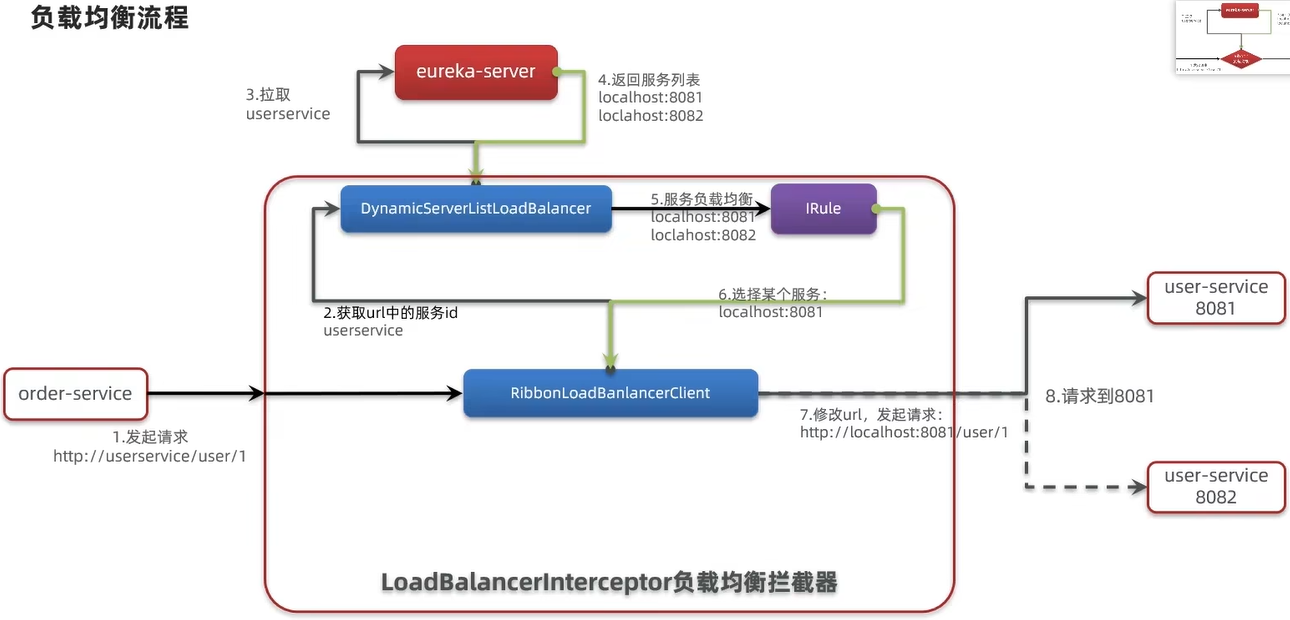 负载均衡流程
eureka-server
3.拉取
userservice
4.返回服务列表
localhost:8081
loclahost:8082
DynamicServerListLoadBalancer
5.服务负载均衡
localhost:8081
loclahost:8082
IRule
2.获取url中的服务id
userservice
6.选择某个服务：
localhost:8081
user-service
8081
order-service
RibbonLoadBanlancerClient
1.发起请求
http://userservice/user/1
7.修改url，发起请求：
http://localhost:8081/user/1
8.请求到8081
user-service
8082
LoadBalancerInterceptor负载均衡拦截器